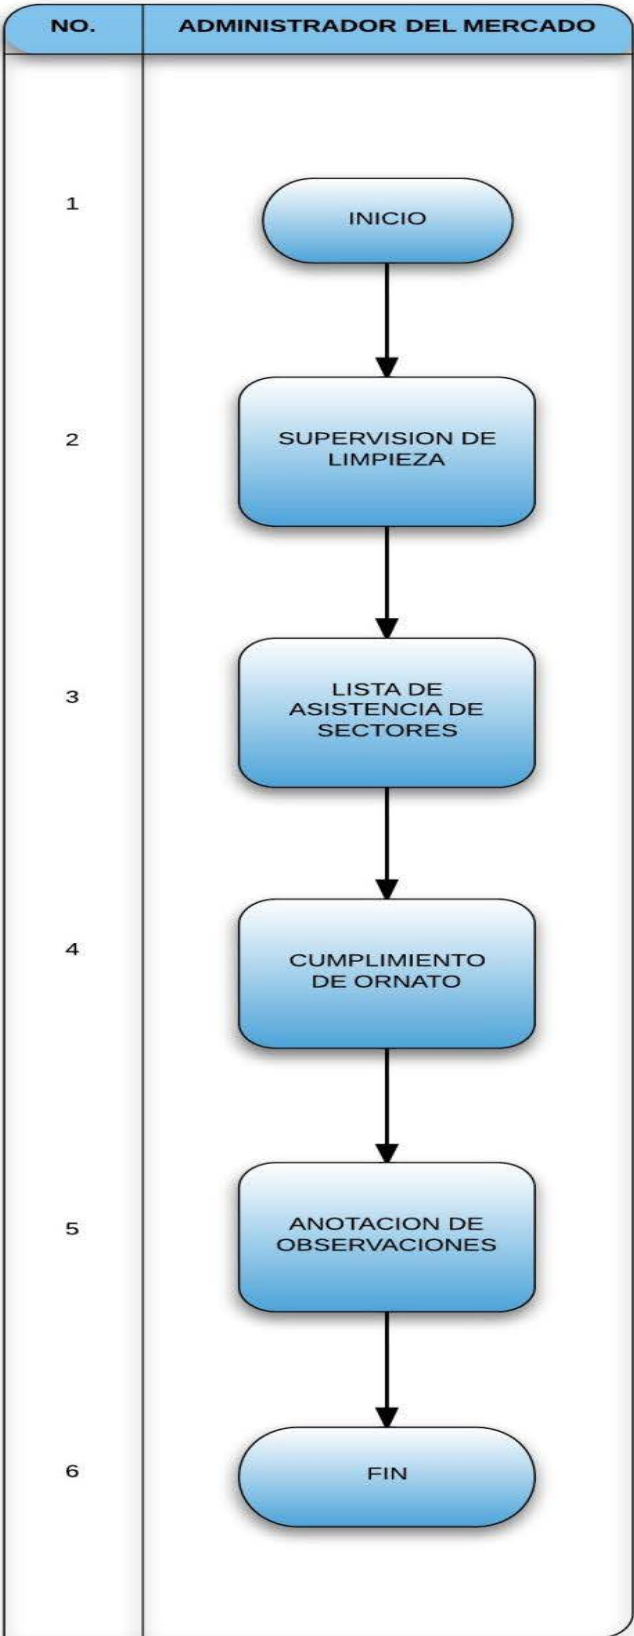 NO. ADMINISTRADOR DEL MERCADO
1
INICIO
2
SUPERVISION DE
LIMPIEZA
3
LISTA DE
ASISTENCIA DE
SECTORES
4
CUMPLIMIENTO
DE ORNATO
5
ANOTACION DE
OBSERVACIONES
6
FIN